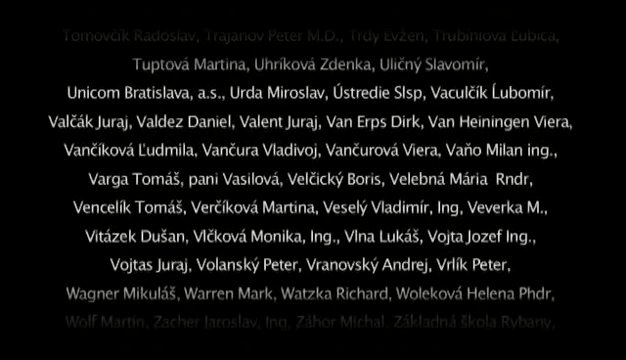 Tomovčík Radoslav, Trajanov Peter M.D., Trdy Evžen, Trubíniová Ľubica,
Tuptová Martina, Uhríková Zdenka, Uličný Slavomír,
Unicom Bratislava, a.s., Urda Miroslav, Ústredie Slsp, Vaculčík Ĺubomír,
Valčák Juraj, Valdez Daniel, Valent Juraj, Van Erps Dirk, Van Heiningen Viera,
Vančíková Ľudmila, Vančura Vladivoj, Vančurová Viera, Vaňo Milan ing.,
Varga Tomáš, pani Vasilová, Velčický Boris, Velebná Mária Rndr,
Vencelík Tomáš, Verčíková Martina, Veselý Vladimír, Ing, Veverka M.,
Vitázek Dušan, Vlčková Monika, Ing., Vlna Lukáš, Vojta Jozef Ing.,
Vojtas Juraj, Volanský Peter, Vranovský Andrej, Vrlík Peter,
Wagner Mikuláš, Warren Mark, Watzka Richard, Woleková Helena Phdr,
Wolf Martin, Zacher Jaroslav, Ing, Záhor Michal, Základná škola Rybany,